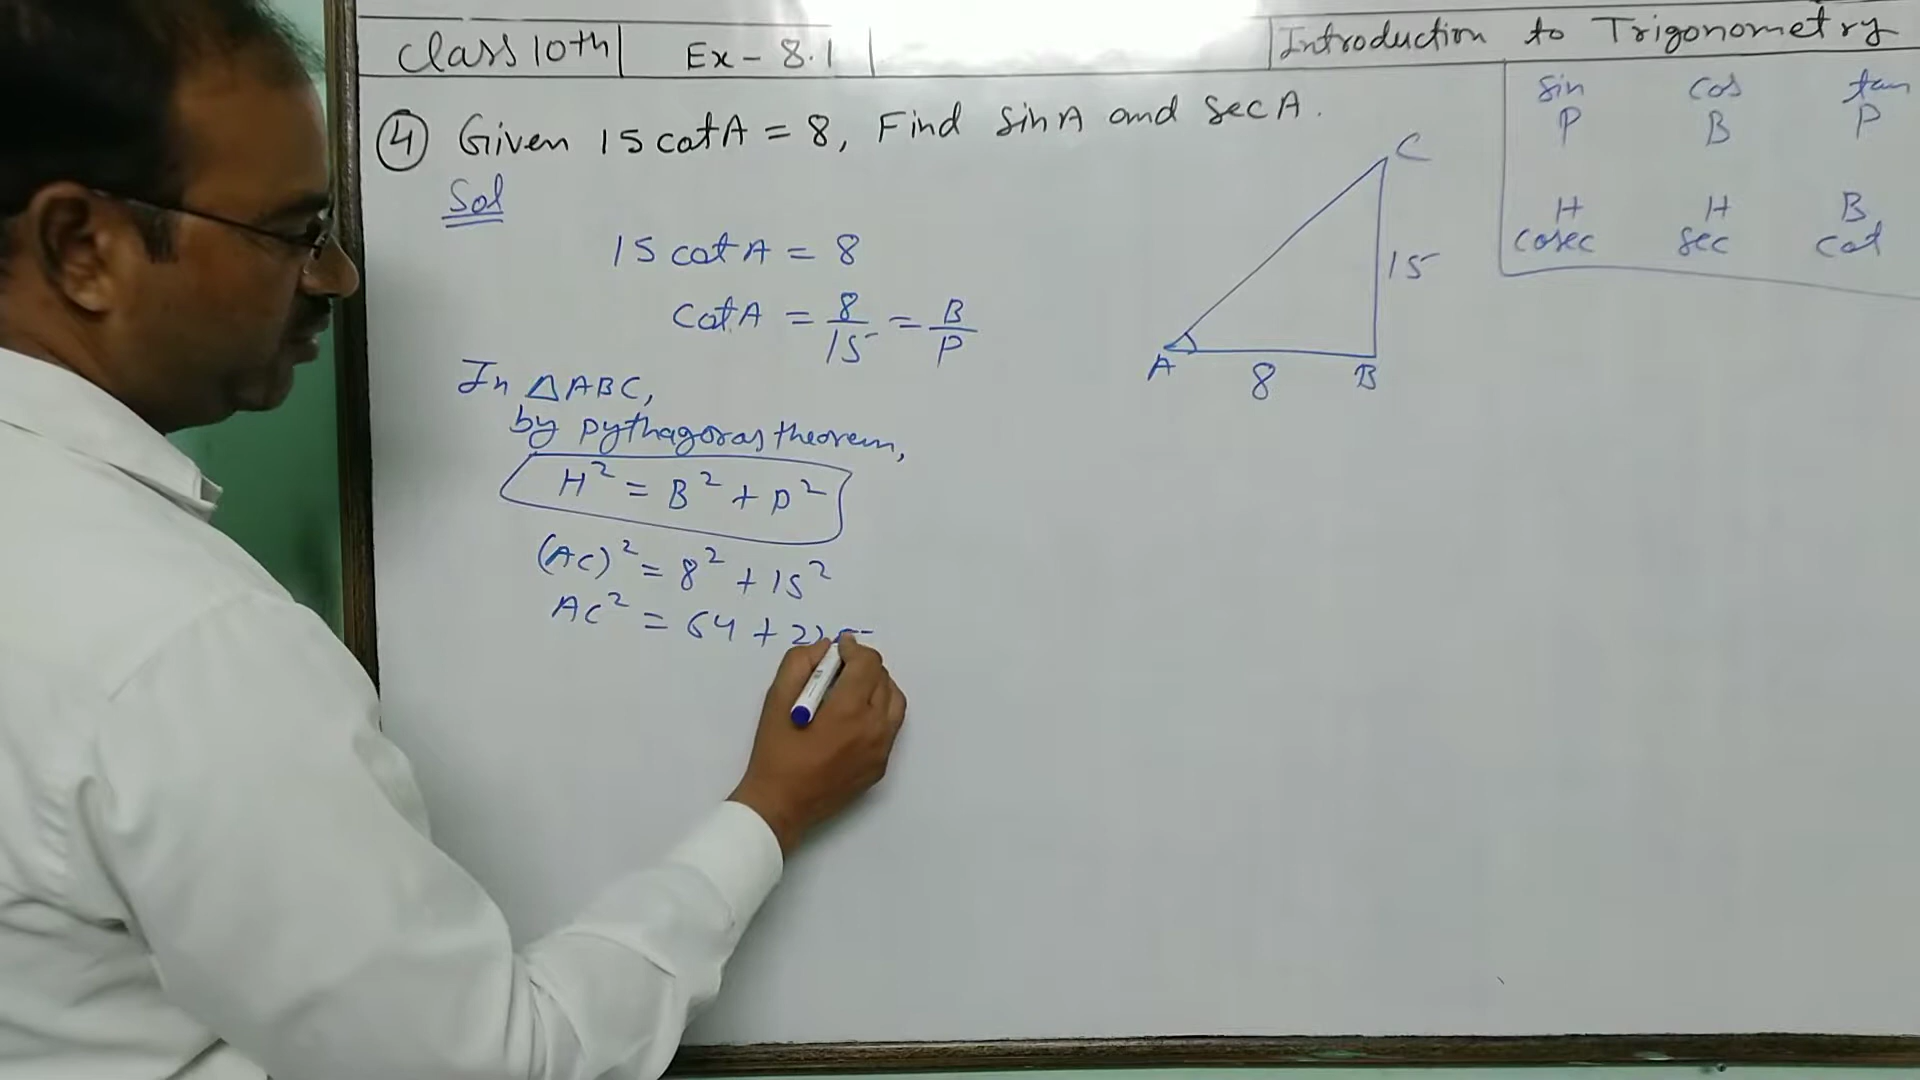 Class 10th Ex - 8.1 Introduction to Trigonometry
④ Given 15 cot A = 8, Find sin A and sec A.
Sol
15 cot A = 8
cot A = 8/15 = B/P
In △ABC,
by pythagoras theorem,
H² = B² + P²
(AC)² = 8² + 15²
AC² = 64 + 225
C
15
A 8 B
sin cos tan
P B P
H H B
cosec sec cot